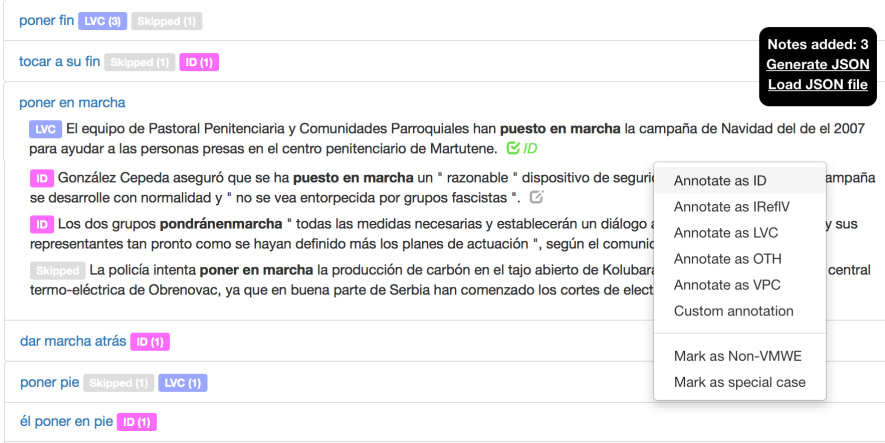 poner fin LVC (3) Skipped (1)
Notes added: 3
Generate JSON
Load JSON file
tocar a su fin Skipped (1) ID (1)
poner en marcha
LVC El equipo de Pastoral Penitenciaria y Comunidades Parroquiales han puesto en marcha la campaña de Navidad del de el 2007
para ayudar a las personas presas en el centro penitenciario de Martutene. ID
ID González Cepeda aseguró que se ha puesto en marcha un " razonable " dispositivo de seguri ampaña
se desarrolle con normalidad y " no se vea entorpecida por grupos fascistas ".
ID Los dos grupos pondránenmarcha " todas las medidas necesarias y establecerán un diálogo a y sus
representantes tan pronto como se hayan definido más los planes de actuación ", según el comunic
Skipped La policía intenta poner en marcha la producción de carbón en el tajo abierto de Kolubara central
termo-eléctrica de Obrenovac, ya que en buena parte de Serbia han comenzado los cortes de elect
Annotate as ID
Annotate as IReflV
Annotate as LVC
Annotate as OTH
Annotate as VPC
Custom annotation
Mark as Non-VMWE
Mark as special case
dar marcha atrás ID (1)
poner pie Skipped (1) LVC (1)
él poner en pie ID (1)